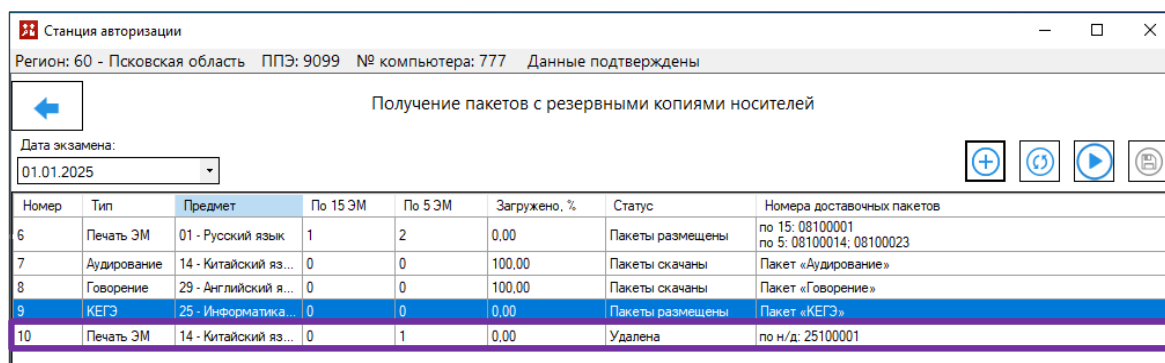 Станция авторизации
Регион: 60 - Псковская область ППЭ: 9099 № компьютера: 777 Данные подтверждены
Получение пакетов с резервными копиями носителей
Дата экзамена:
01.01.2025
Номер Тип Предмет По 15 ЭМ По 5 ЭМ Загружено, % Статус Номера доставочных пакетов
6 Печать ЭМ 01 - Русский язык 1 2 0,00 Пакеты размещены по 15: 08100001
по 5: 08100014; 08100023
7 Аудирование 14 - Китайский яз... 0 0 100,00 Пакеты скачаны Пакет «Аудирование»
8 Говорение 29 - Английский я... 0 0 100,00 Пакеты скачаны Пакет «Говорение»
9 КЕГЭ 25 - Информатика... 0 0 0,00 Пакеты размещены Пакет «КЕГЭ»
10 Печать ЭМ 14 - Китайский яз... 0 1 0,00 Удалена по н/д: 25100001